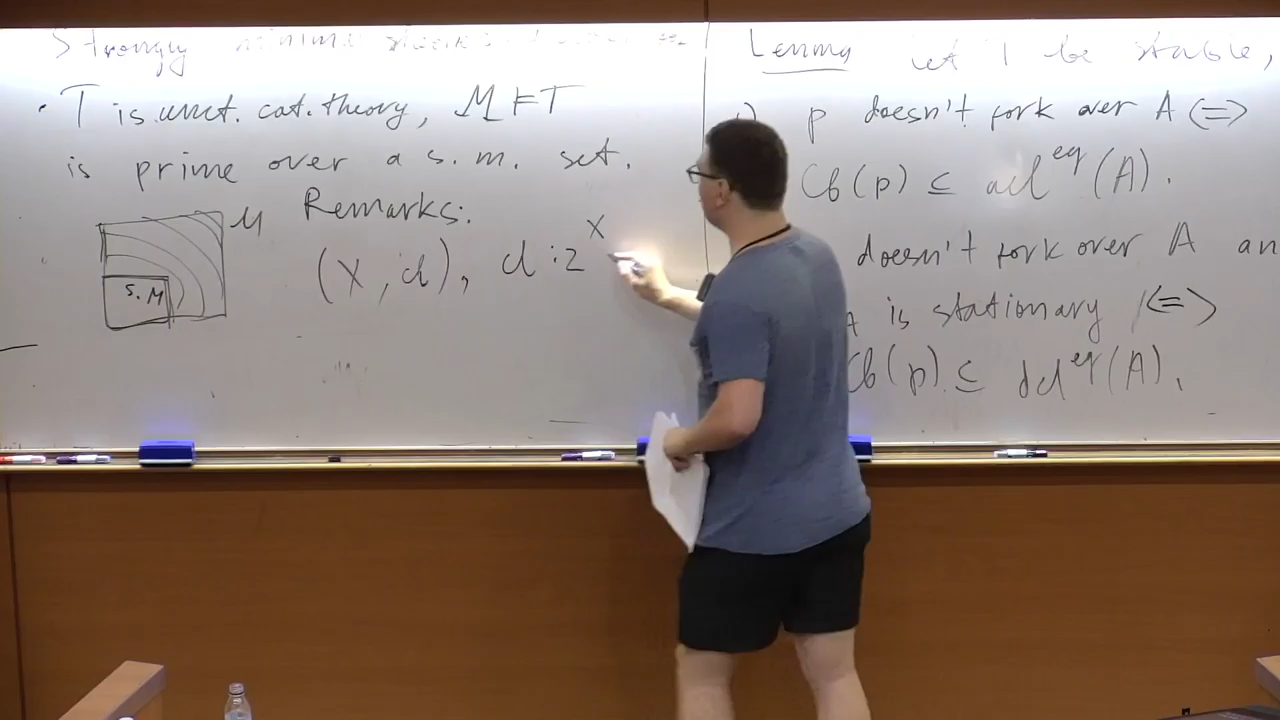 Strongly
· T is unct. cat. theory, M ⊨ T
is prime over a s. m. set.
M
S. M
Remarks:
(X, cl), cl : 2^X
Lemma Let T be stable,
p doesn't fork over A (=>
Cb(p) ⊆ acl^eq (A).
doesn't fork over A an
A is stationary <=>
Cb(p) ⊆ dcl^eq (A).